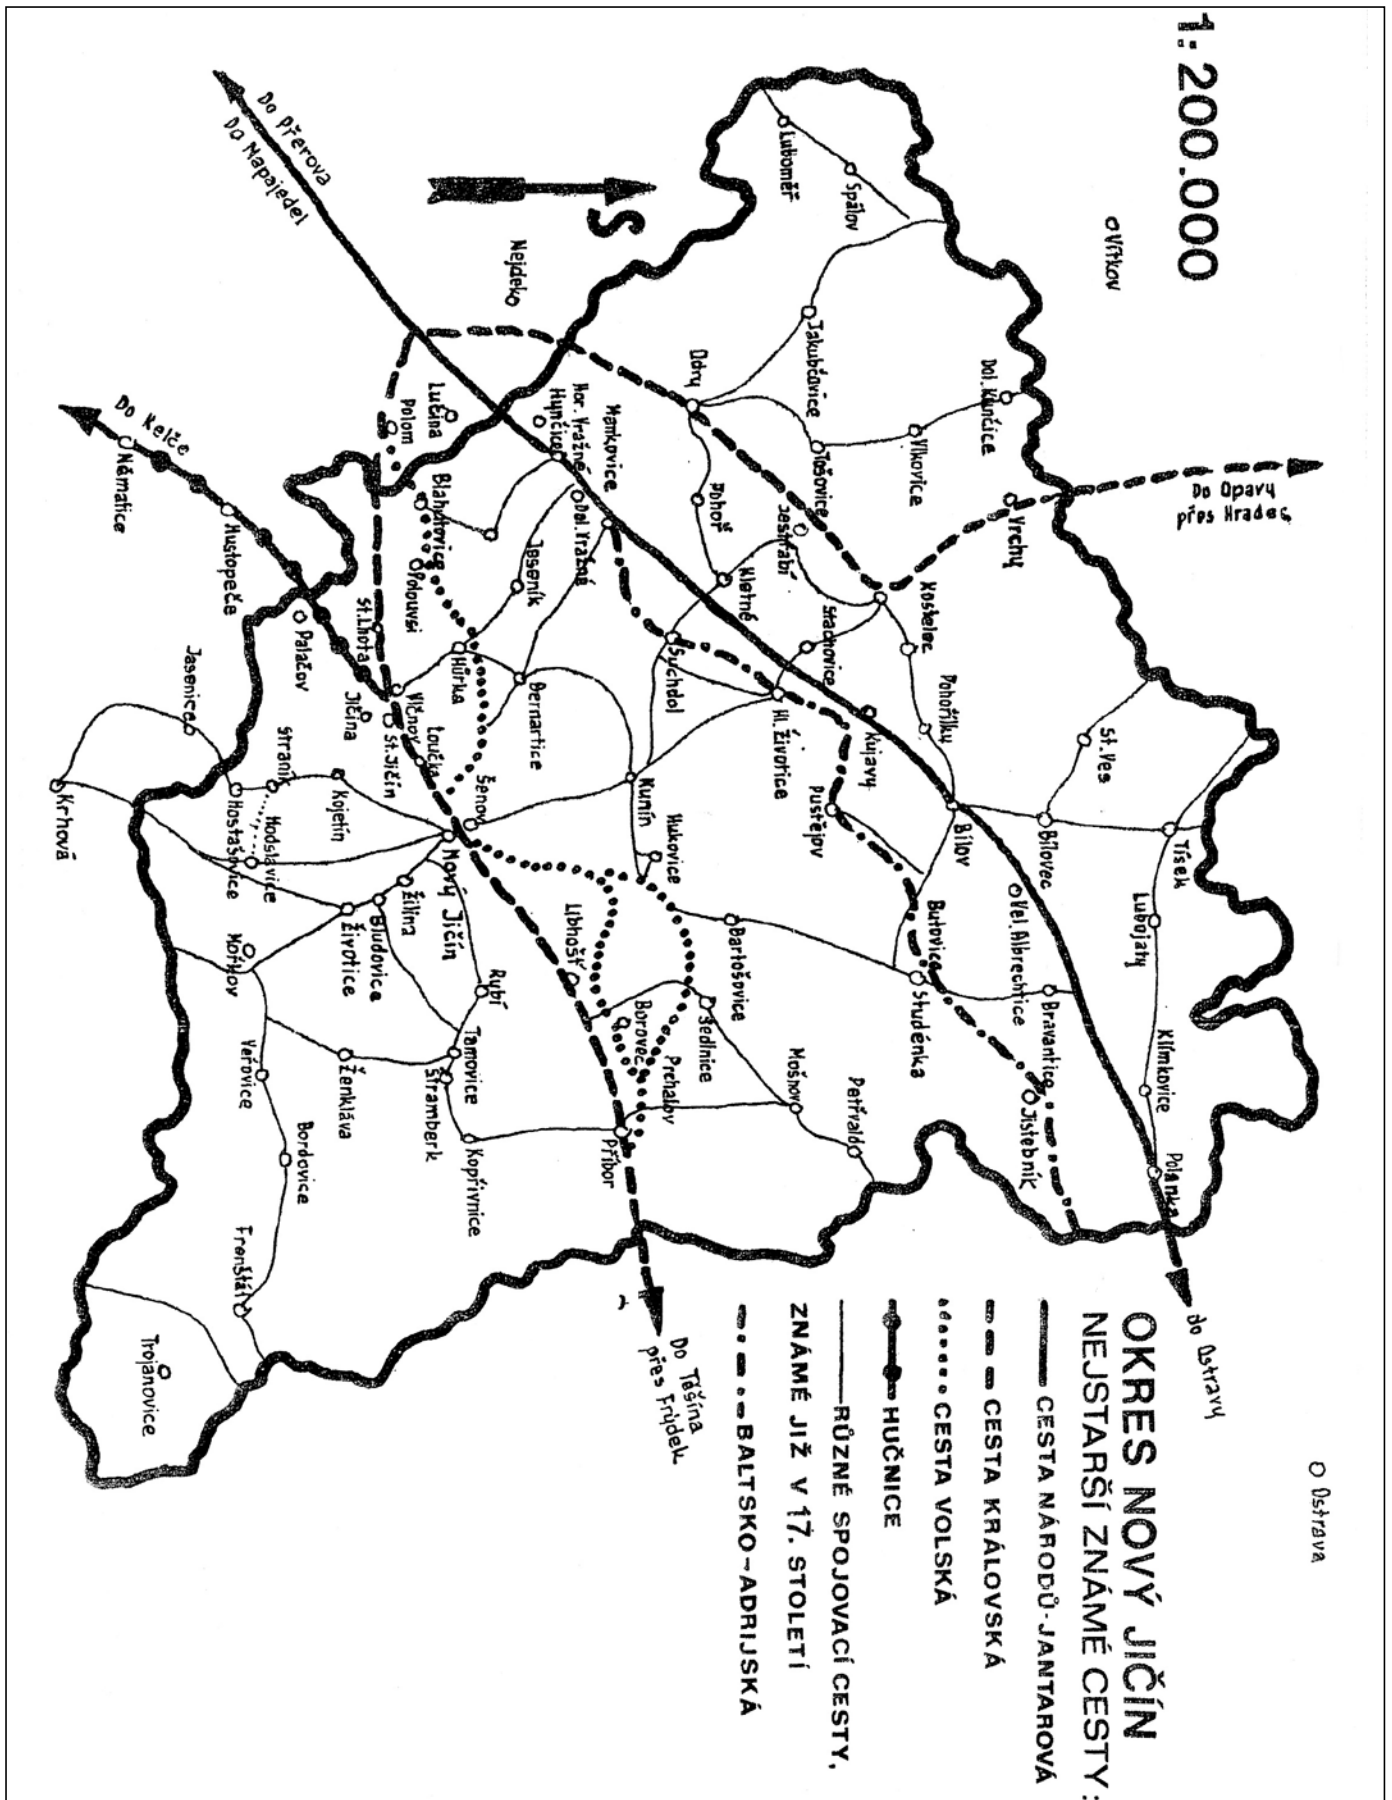 1:200.000
OKRES NOVÝ JIČÍN
NEJSTARŠÍ ZNÁMÉ CESTY:
CESTA NÁRODŮ-JANTAROVÁ
CESTA KRÁLOVSKÁ
CESTA VOLSKÁ
HUČNICE
RŮZNÉ SPOJOVACÍ CESTY,
ZNÁMÉ JIŽ V 17. STOLETÍ
BALTSKO-ADRIJSKÁ
Ostrava
do Ostravy
Do Opavy
přes Hradec
Do Těšína
přes Frýdek
Do Přerova
Do Napajedel
Do Kelče
S
Vítkov
Luboměř
Spálov
Nejdek
Odry
Jakubčovice
Dol. Kunčice
Vlkovice
Tošovice
Vrchy
Pohoř
Jestřabí
Kletné
Stachovice
Kostelec
Pohořílky
St. Ves
Tísek
Bílovec
Bílov
Lubojaty
Vel. Albrechtice
Klimkovice
Bravantice
Polanka
Jistebník
Kujavy
Hl. Životice
Pustějov
Butovice
Studénka
Suchdol
Mankovice
Hor. Vražné
Hynčice
Dol. Vražné
Lučina
Polom
Blahutovice
Polouvsí
Jeseník
Hůrka
Bernartice
Kunín
Hukovice
Bartošovice
Sedlnice
Mošnov
Petřvald
Šenov
Libhošť
Borovec
Prchalov
Příbor
Námatice
Hustopeče
Palačov
St. Lhota
Jičina
Vlčnov
St. Jičín
Loučka
Nový Jičín
Žilina
Bludovice
Životice
Rybí
Tamovice
Štramberk
Kopřivnice
Ženklava
Kojetín
Straník
Hodslavice
Hostašovice
Jasenice
Krhová
Mořkov
Veřovice
Bordovice
Frenštát
Trojanovice